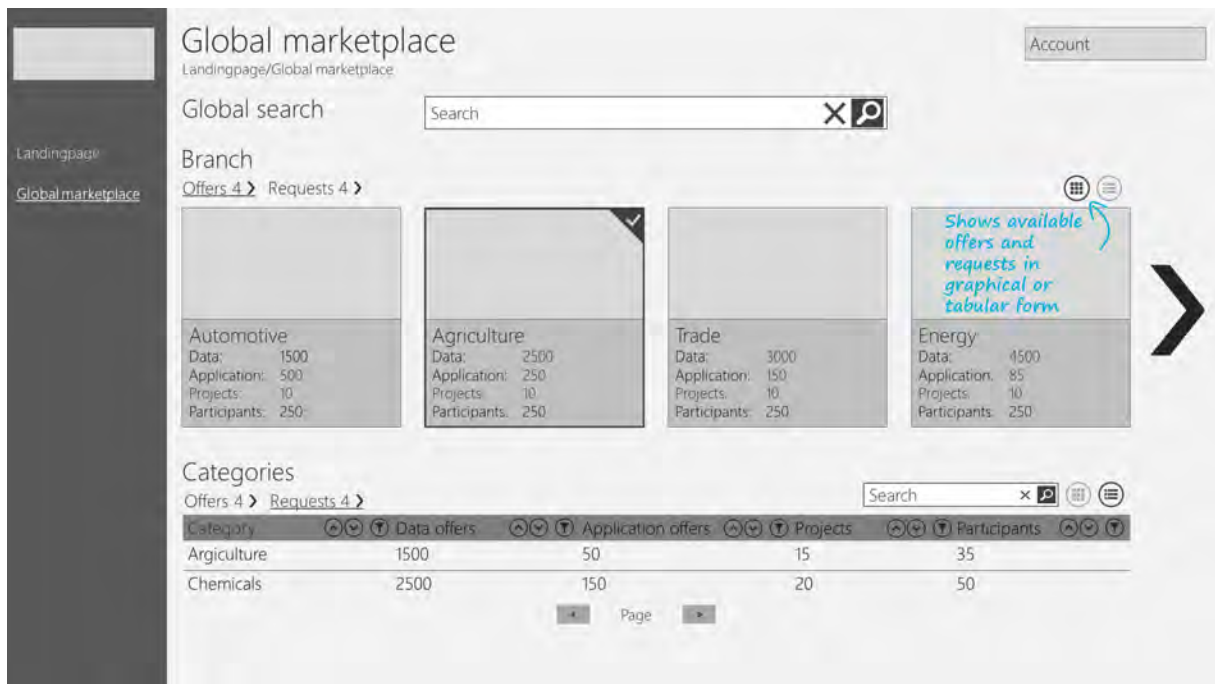 Global marketplace
Account
Landingpage/Global marketplace
Global search
Search
Landingpage
Global marketplace
Branch
Offers 4 Requests 4
Shows available
offers and
requests in
graphical or
tabular form
Automotive
Data: 1500
Application: 500
Projects: 10
Participants: 250
Agriculture
Data: 2500
Application: 250
Projects: 10
Participants: 250
Trade
Data: 3000
Application: 150
Projects: 10
Participants: 250
Energy
Data: 4500
Application: 85
Projects: 10
Participants: 250
Categories
Offers 4 Requests 4
Search
Category Data offers Application offers Projects Participants
Argiculture 1500 50 15 35
Chemicals 2500 150 20 50
Page